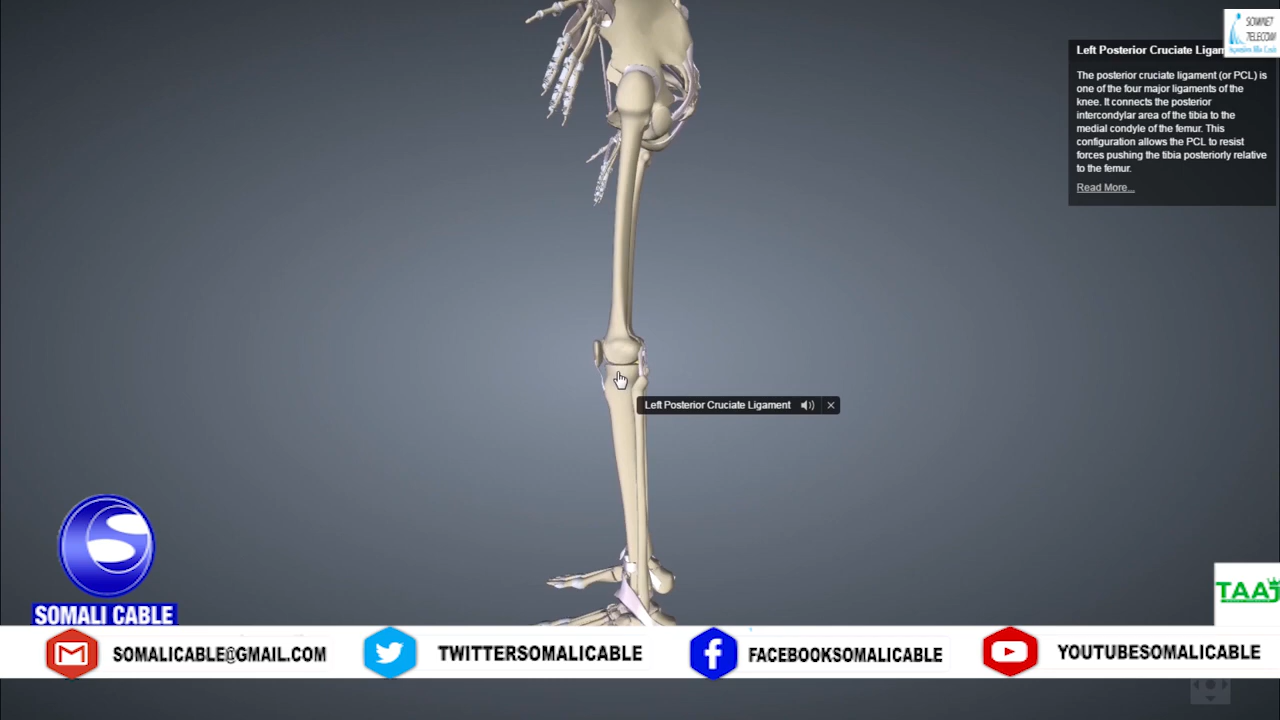 SOMNET
TELECOM
Left Posterior Cruciate Ligam
The posterior cruciate ligament (or PCL) is
one of the four major ligaments of the
knee. It connects the posterior
intercondylar area of the tibia to the
medial condyle of the femur. This
configuration allows the PCL to resist
forces pushing the tibia posteriorly relative
to the femur.
Read More...
Left Posterior Cruciate Ligament
SOMALI CABLE
TAAJ
SOMALICABLE@GMAIL.COM
TWITTERSOMALICABLE
FACEBOOKSOMALICABLE
YOUTUBESOMALICABLE